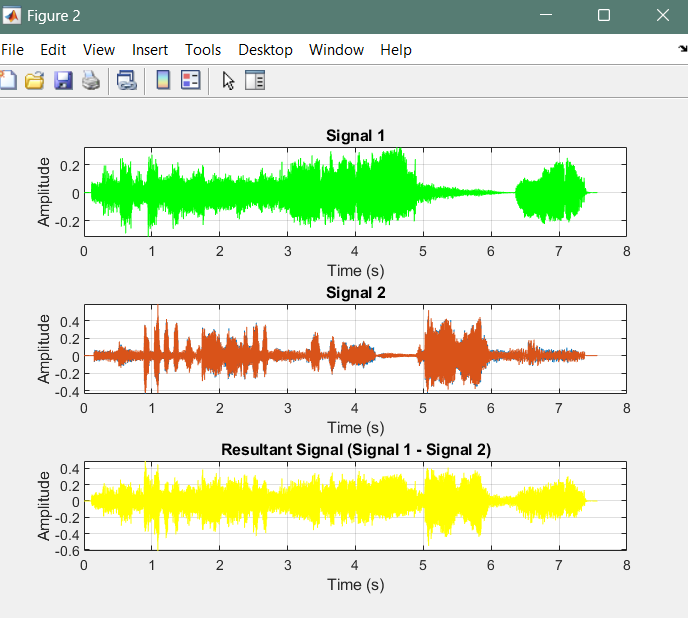 Figure 2
File Edit View Insert Tools Desktop Window Help
Signal 1
Amplitude
0.2
0
-0.2
0 1 2 3 4 5 6 7 8
Time (s)
Signal 2
Amplitude
0.4
0.2
0
-0.2
-0.4
0 1 2 3 4 5 6 7 8
Time (s)
Resultant Signal (Signal 1 - Signal 2)
Amplitude
0.4
0.2
0
-0.2
-0.4
-0.6
0 1 2 3 4 5 6 7 8
Time (s)